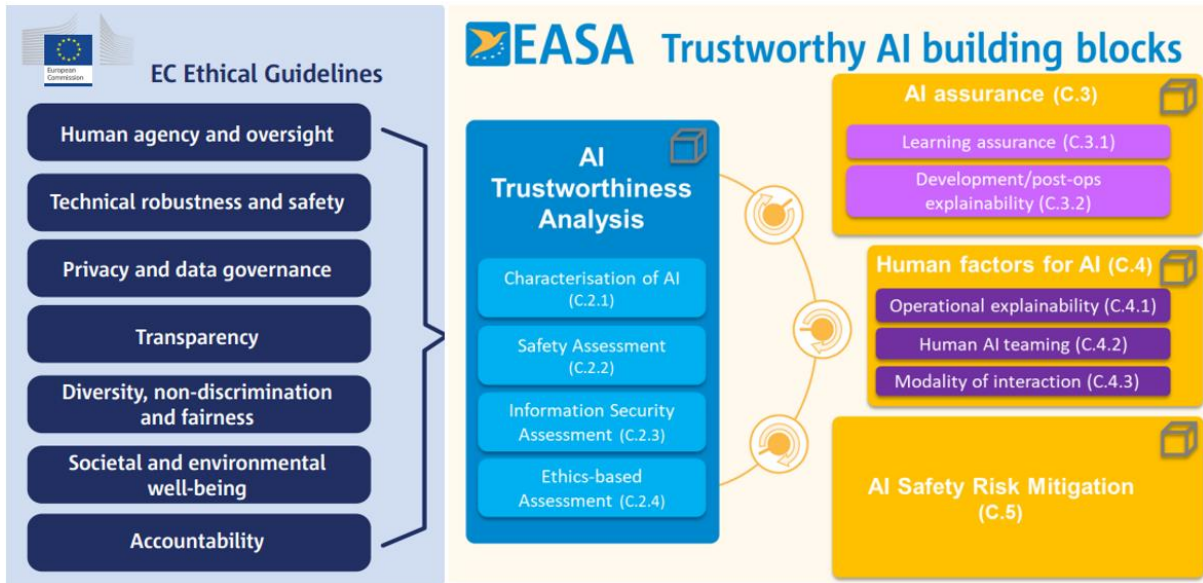 European
Commission
EC Ethical Guidelines
Human agency and oversight
Technical robustness and safety
Privacy and data governance
Transparency
Diversity, non-discrimination
and fairness
Societal and environmental
well-being
Accountability
EASA Trustworthy AI building blocks
AI
Trustworthiness
Analysis
Characterisation of AI
(C.2.1)
Safety Assessment
(C.2.2)
Information Security
Assessment (C.2.3)
Ethics-based
Assessment (C.2.4)
AI assurance (C.3)
Learning assurance (C.3.1)
Development/post-ops
explainability (C.3.2)
Human factors for AI (C.4)
Operational explainability (C.4.1)
Human AI teaming (C.4.2)
Modality of interaction (C.4.3)
AI Safety Risk Mitigation
(C.5)